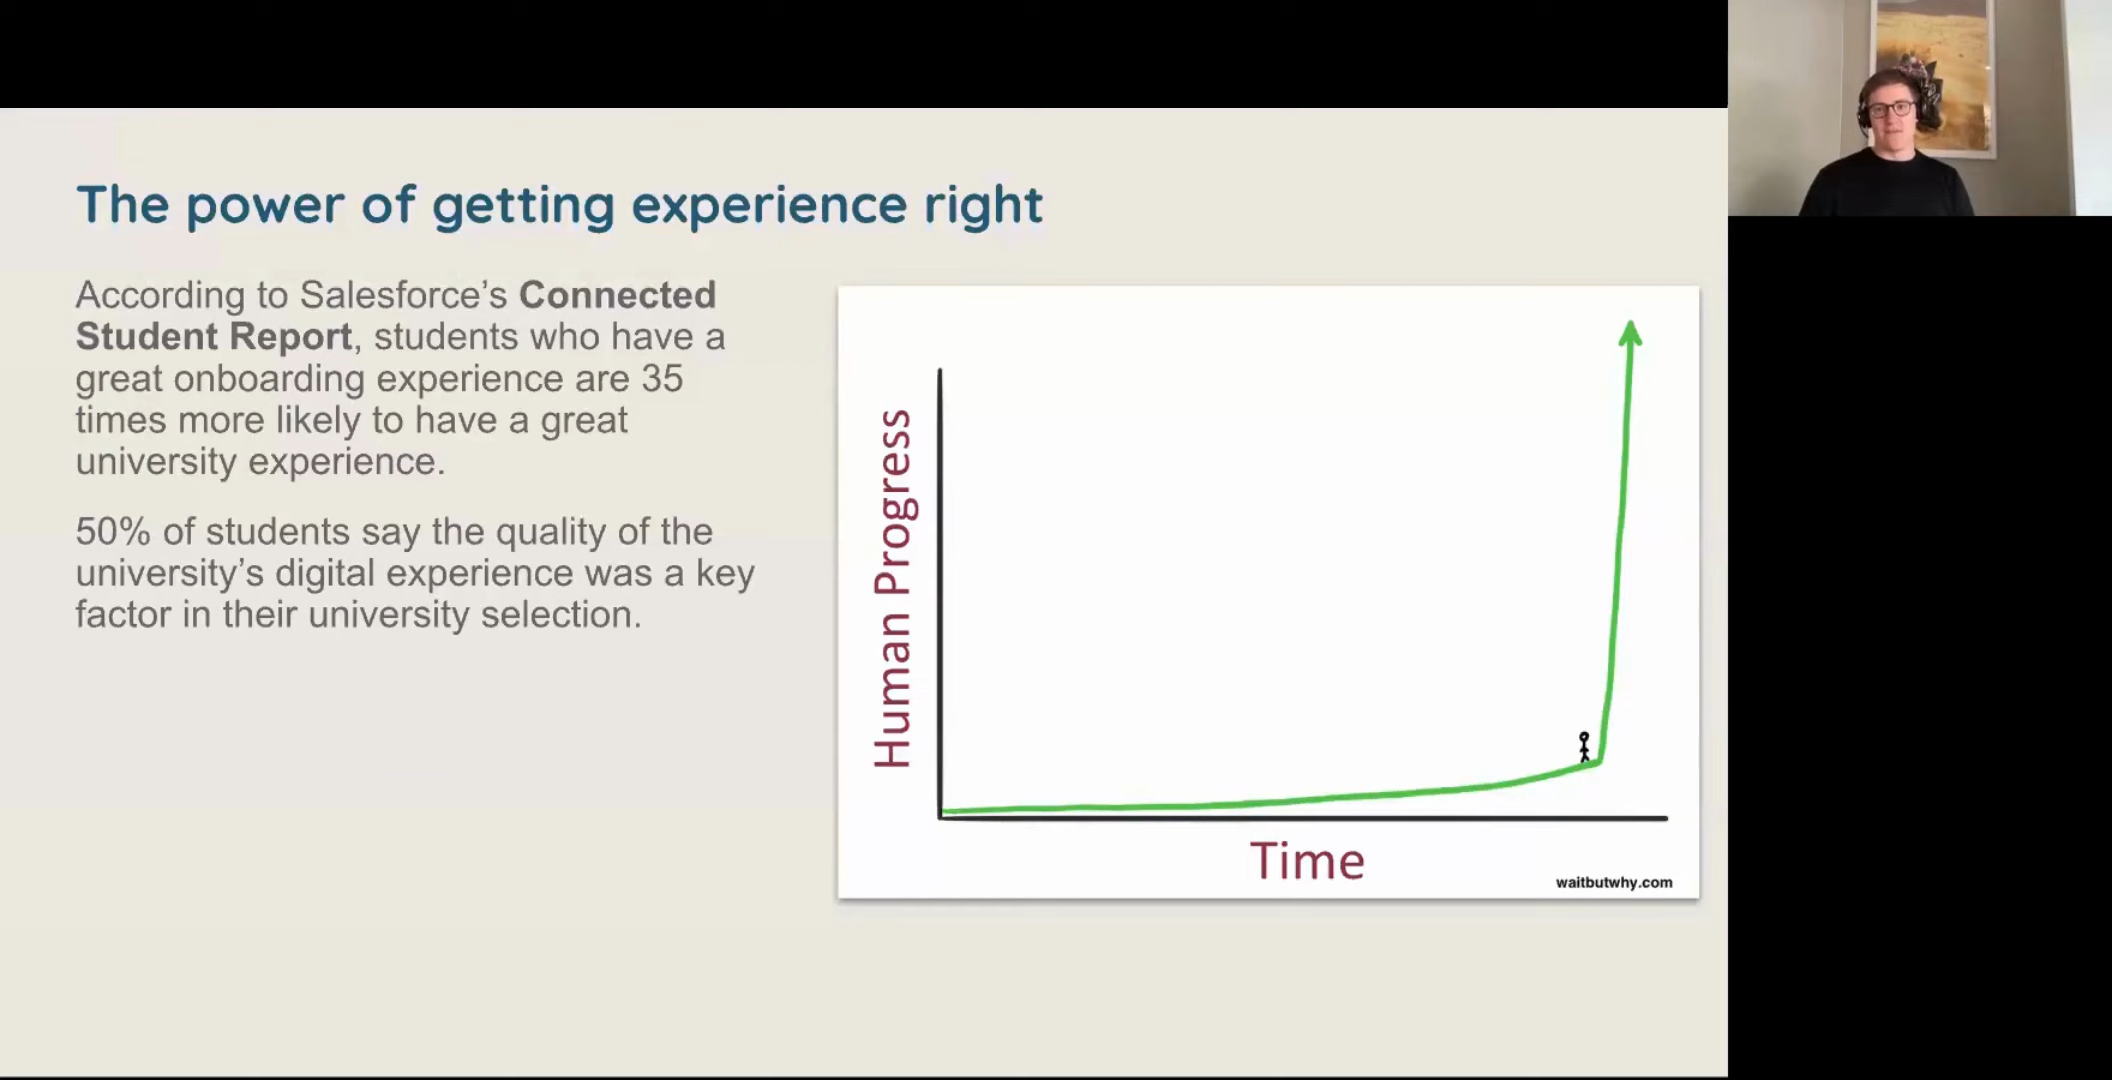 The power of getting experience right
According to Salesforce’s Connected
Student Report, students who have a
great onboarding experience are 35
times more likely to have a great
university experience.
50% of students say the quality of the
university’s digital experience was a key
factor in their university selection.
Human Progress
Time
waitbutwhy.com